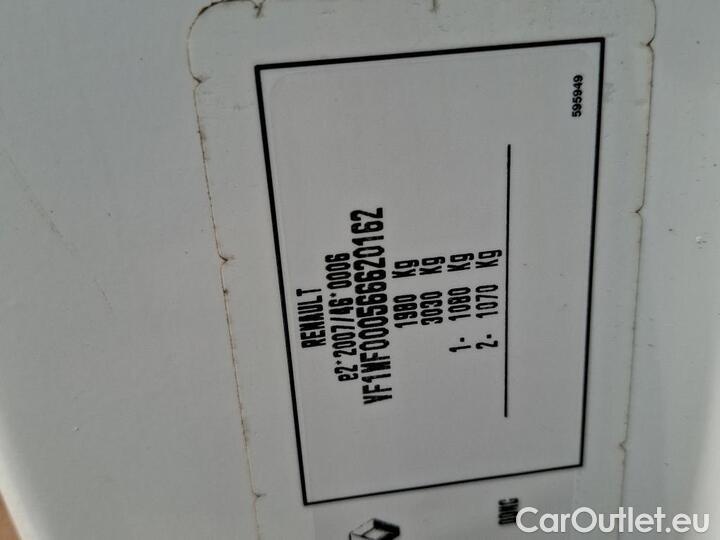 RENAULT
e2*2007/46*0006
VF1MF000566620162
1980 Kg
3030 Kg
1- 1080 Kg
2- 1070 Kg
595949
CarOutlet.eu